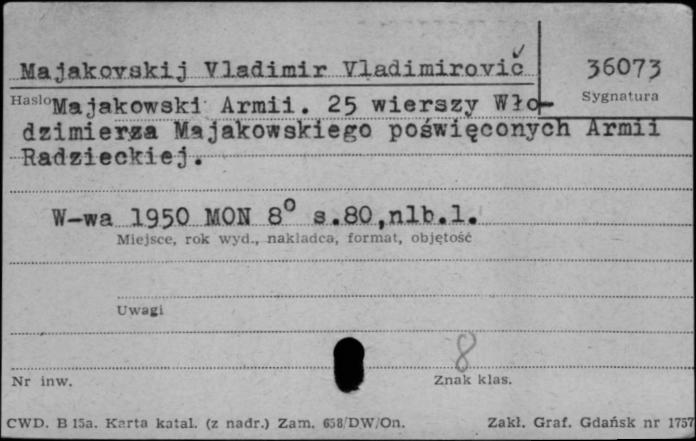 Majakovskij Vladimir Vladimirovič
36073
Hasło
Sygnatura
Majakowski Armii. 25 wierszy Wło-
dzimierza Majakowskiego poświęconych Armii
Radzieckiej.
W-wa 1950 MON 8° s.80,nlb.1.
Miejsce, rok wyd., nakładca, format, objętość
Uwagi
8
Nr inw.
Znak klas.
CWD. B 15a. Karta katal. (z nadr.) Zam. 658/DW/On.
Zakł. Graf. Gdańsk nr 1757